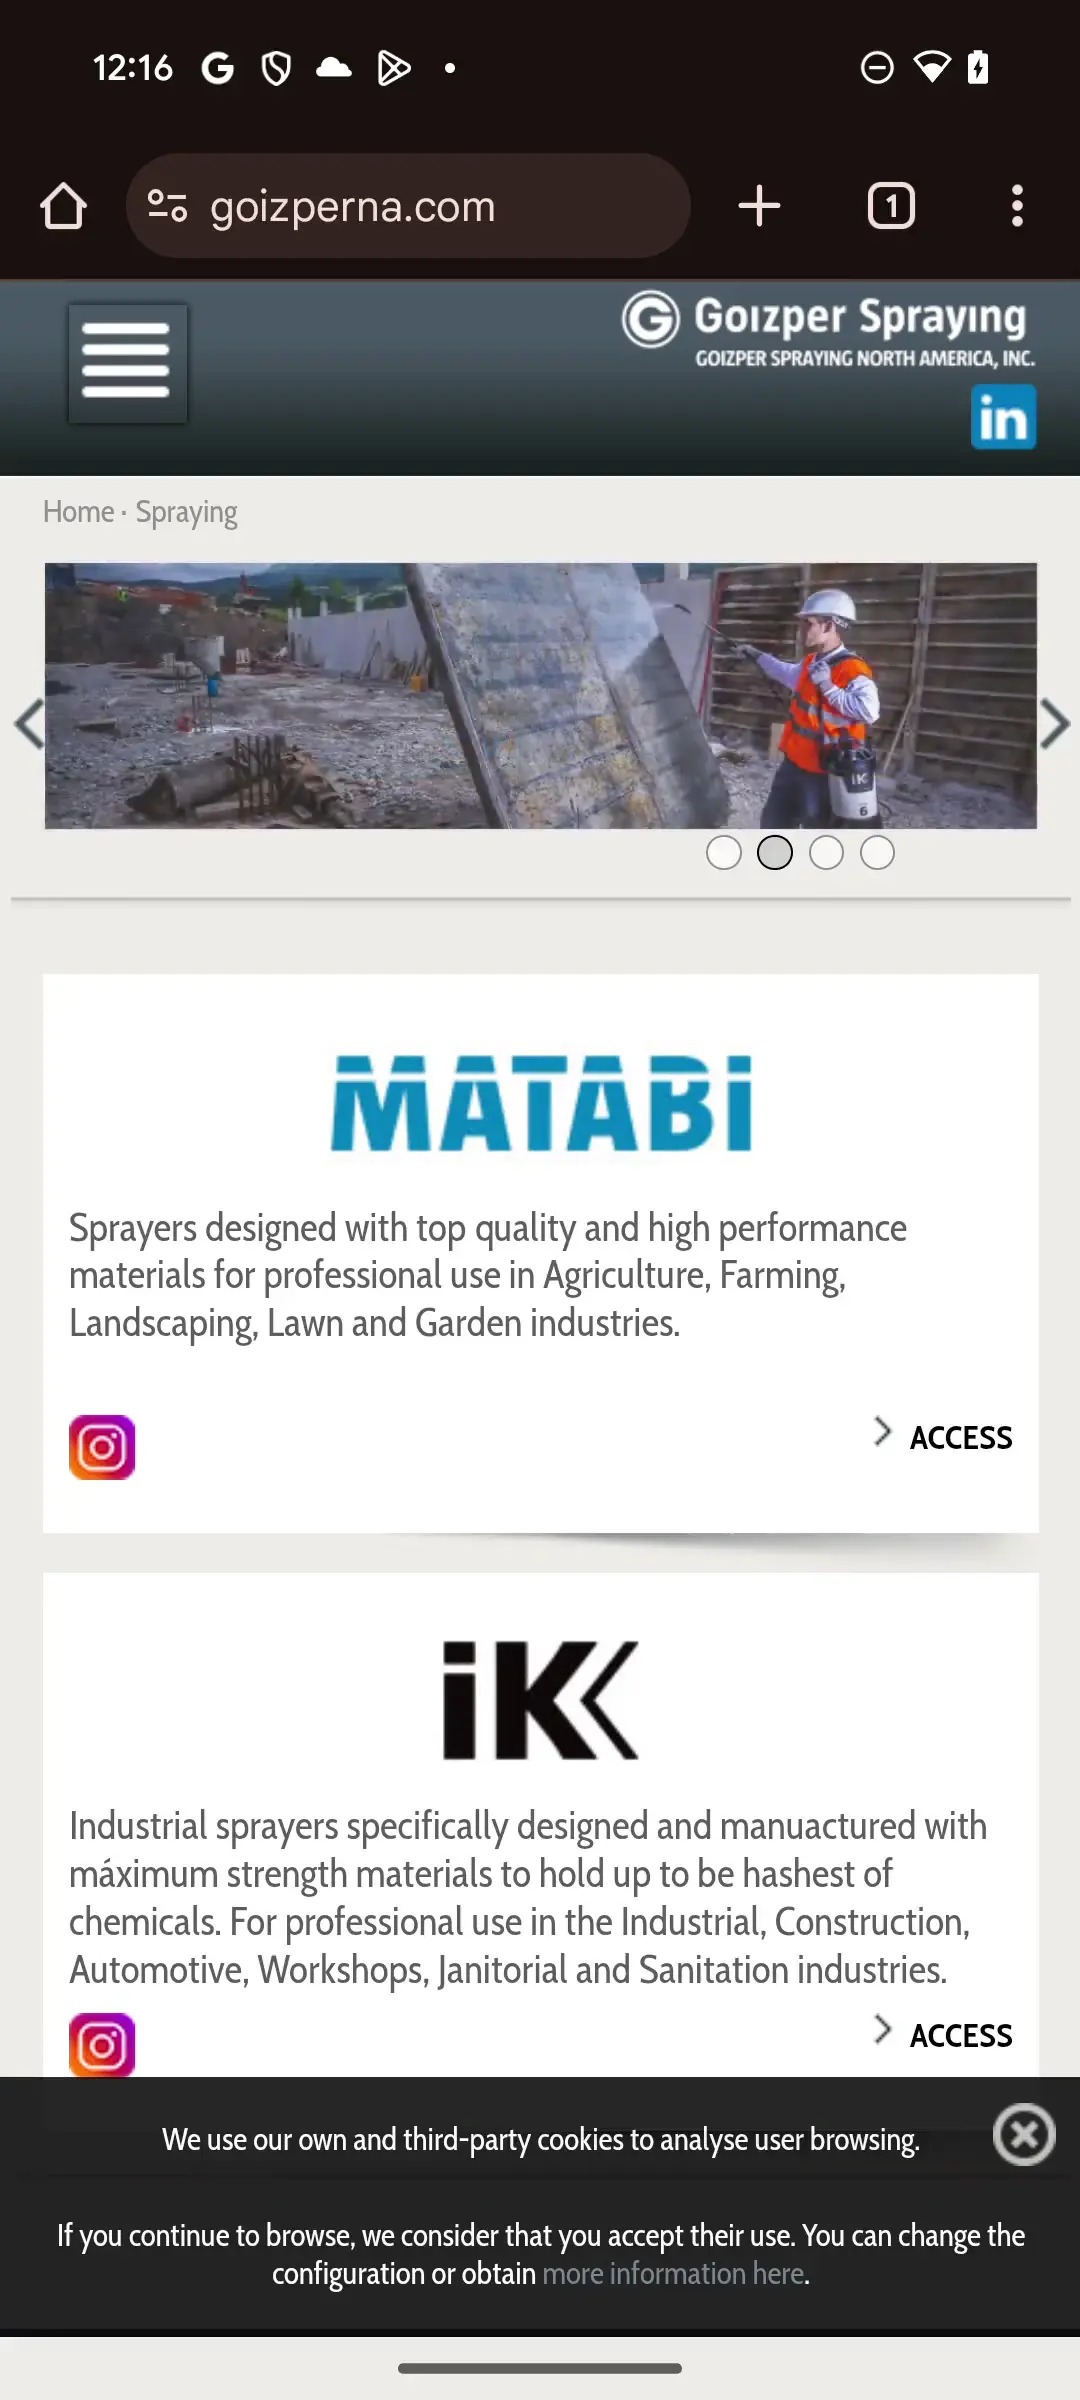 12:16
goizperna.com
1
Goizper Spraying
GOIZPER SPRAYING NORTH AMERICA, INC.
in
Home · Spraying
iK
6
MATABi
Sprayers designed with top quality and high performance
materials for professional use in Agriculture, Farming,
Landscaping, Lawn and Garden industries.
ACCESS
iK
Industrial sprayers specifically designed and manuactured with
máximum strength materials to hold up to be hashest of
chemicals. For professional use in the Industrial, Construction,
Automotive, Workshops, Janitorial and Sanitation industries.
ACCESS
We use our own and third-party cookies to analyse user browsing.
If you continue to browse, we consider that you accept their use. You can change the
configuration or obtain more information here.